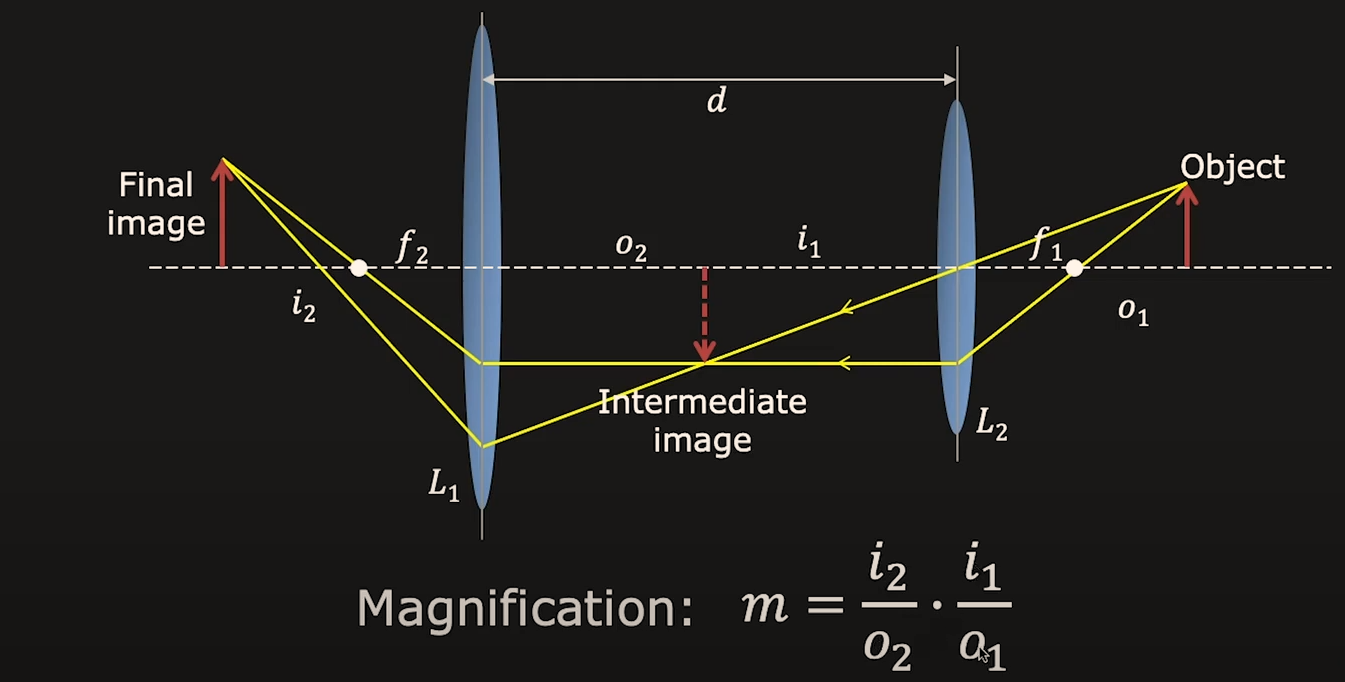 d
Object
Final
image
f₂
o₂
i₁
f₁
i₂
o₁
Intermediate
image
L₂
L₁
Magnification: m = i₂/o₂ · i₁/o₁